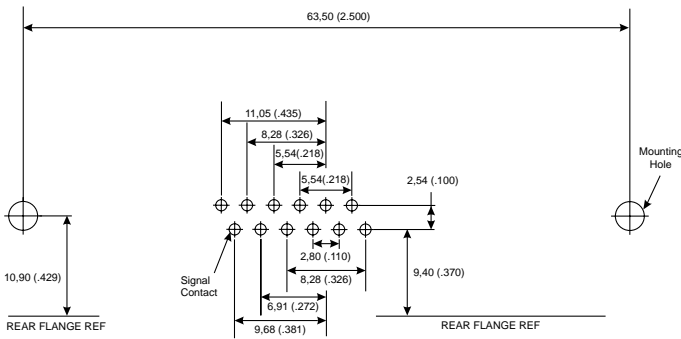 63,50 (2.500)
11,05 (.435)
8,28 (.326)
5,54(.218)
5,54(.218)
2,54 (.100)
Mounting
Hole
2,80 (.110)
Signal
Contact
8,28 (.326)
10,90 (.429)
9,40 (.370)
6,91 (.272)
REAR FLANGE REF
REAR FLANGE REF
9,68 (.381)